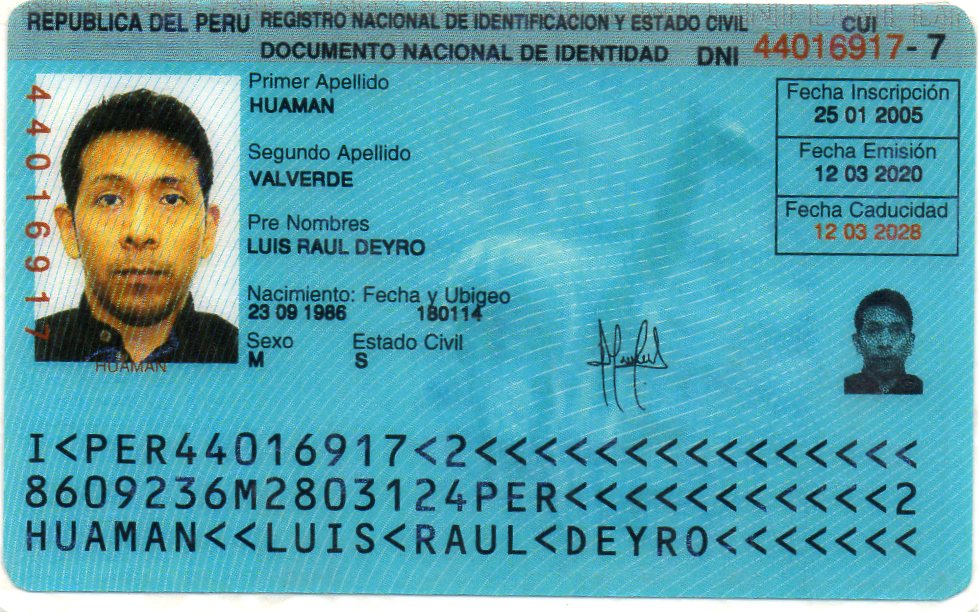 REPUBLICA DEL PERU REGISTRO NACIONAL DE IDENTIFICACION Y ESTADO CIVIL CUI
DOCUMENTO NACIONAL DE IDENTIDAD DNI 44016917-7
44016917
Primer Apellido
HUAMAN
Segundo Apellido
VALVERDE
Pre Nombres
LUIS RAUL DEYRO
Nacimiento: Fecha y Ubigeo
23 09 1986 180114
Sexo Estado Civil
M S
HUAMAN
Fecha Inscripción
25 01 2005
Fecha Emisión
12 03 2020
Fecha Caducidad
12 03 2028
I<PER44016917<2<<<<<<<<<<<<<<<
8609236M2803124PER<<<<<<<<<<<2
HUAMAN<<LUIS<RAUL<DEYRO<<<<<<<